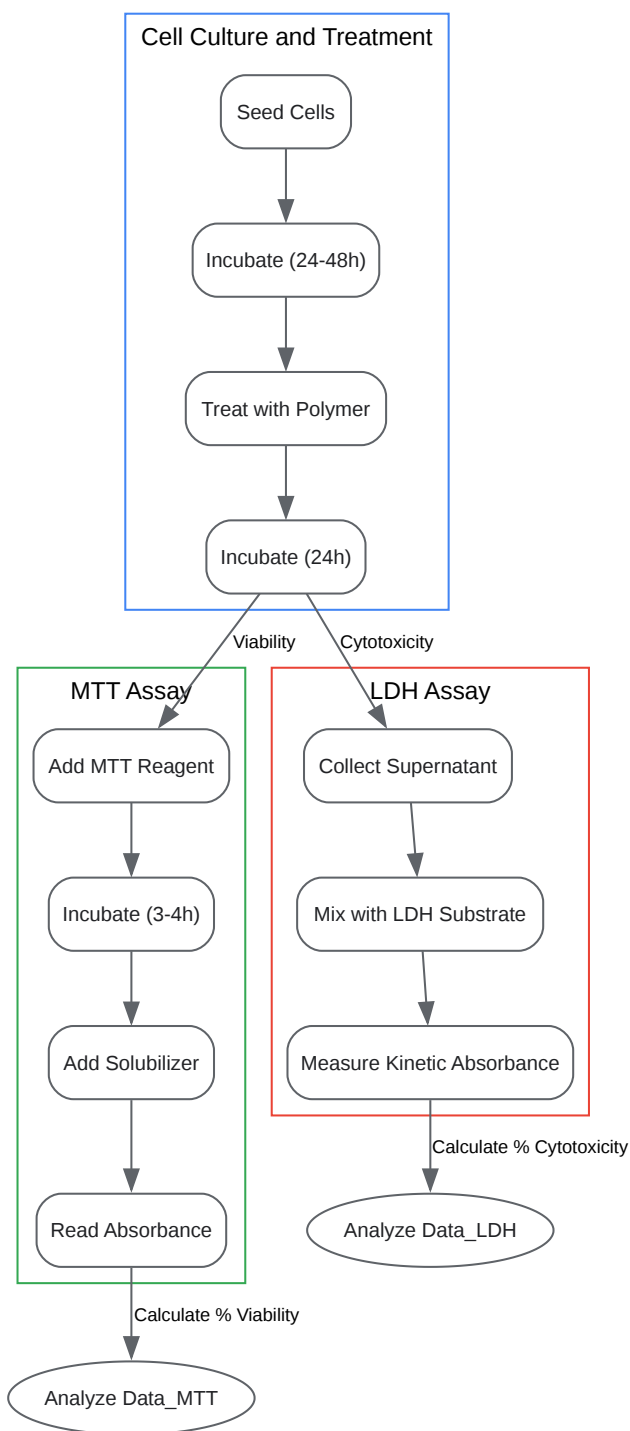 Cell Culture and Treatment
Seed Cells
Incubate (24-48h)
Treat with Polymer
Incubate (24h)
Viability
Cytotoxicity
MTT Assay
Add MTT Reagent
Incubate (3-4h)
Add Solubilizer
Read Absorbance
Calculate % Viability
Analyze Data_MTT
LDH Assay
Collect Supernatant
Mix with LDH Substrate
Measure Kinetic Absorbance
Calculate % Cytotoxicity
Analyze Data_LDH